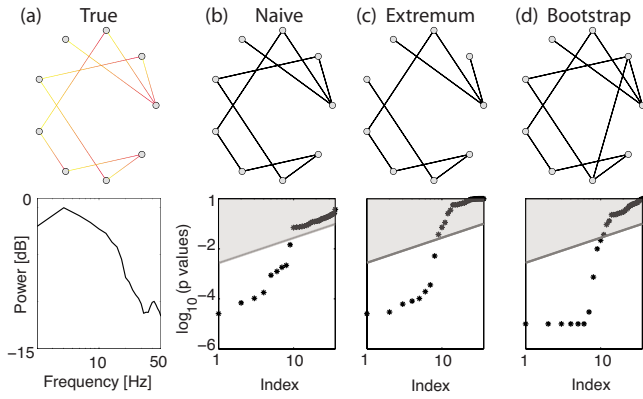 (a) True (b) Naive (c) Extremum (d) Bootstrap
0
Power [dB]
−15
10 50
Frequency [Hz]
1
−1
−2
−4
−6
log10 (p values)
1 10
Index
1 10
Index
1 10
Index